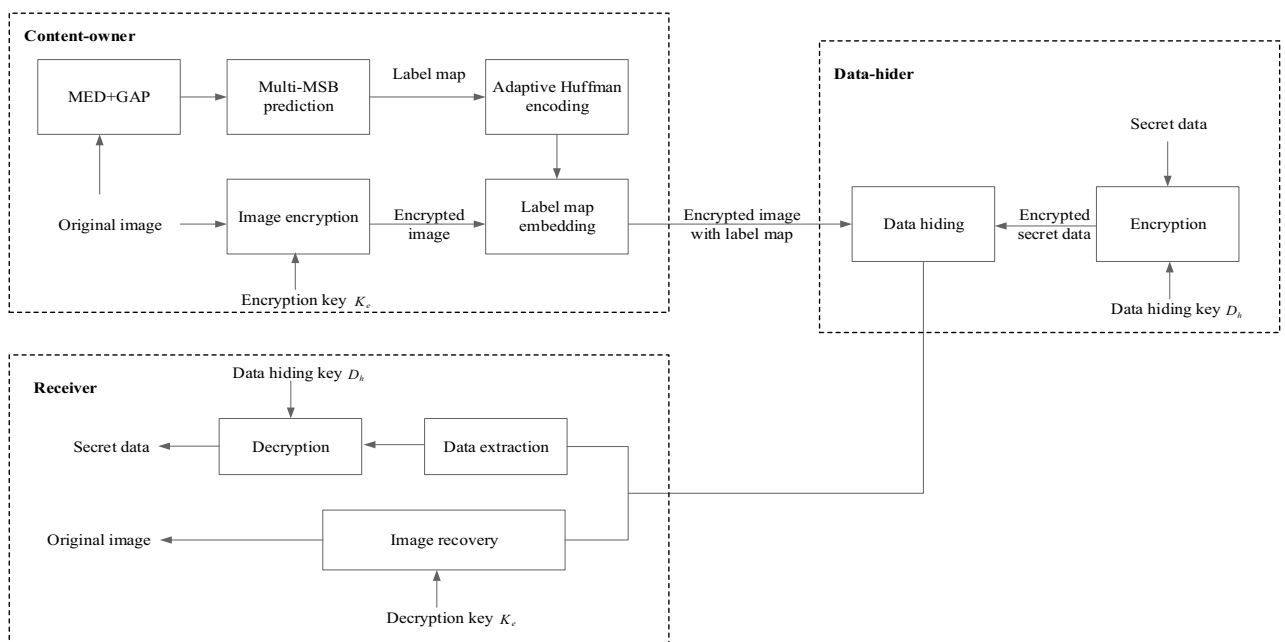 Content-owner
MED+GAP
Multi-MSB
prediction
Label map
Adaptive Huffman
encoding
Original image
Image encryption
Encrypted
image
Label map
embedding
Encryption key K_e
Encrypted image
with label map
Data-hider
Secret data
Data hiding
Encrypted
secret data
Encryption
Data hiding key D_h
Receiver
Data hiding key D_h
Secret data
Decryption
Data extraction
Original image
Image recovery
Decryption key K_e